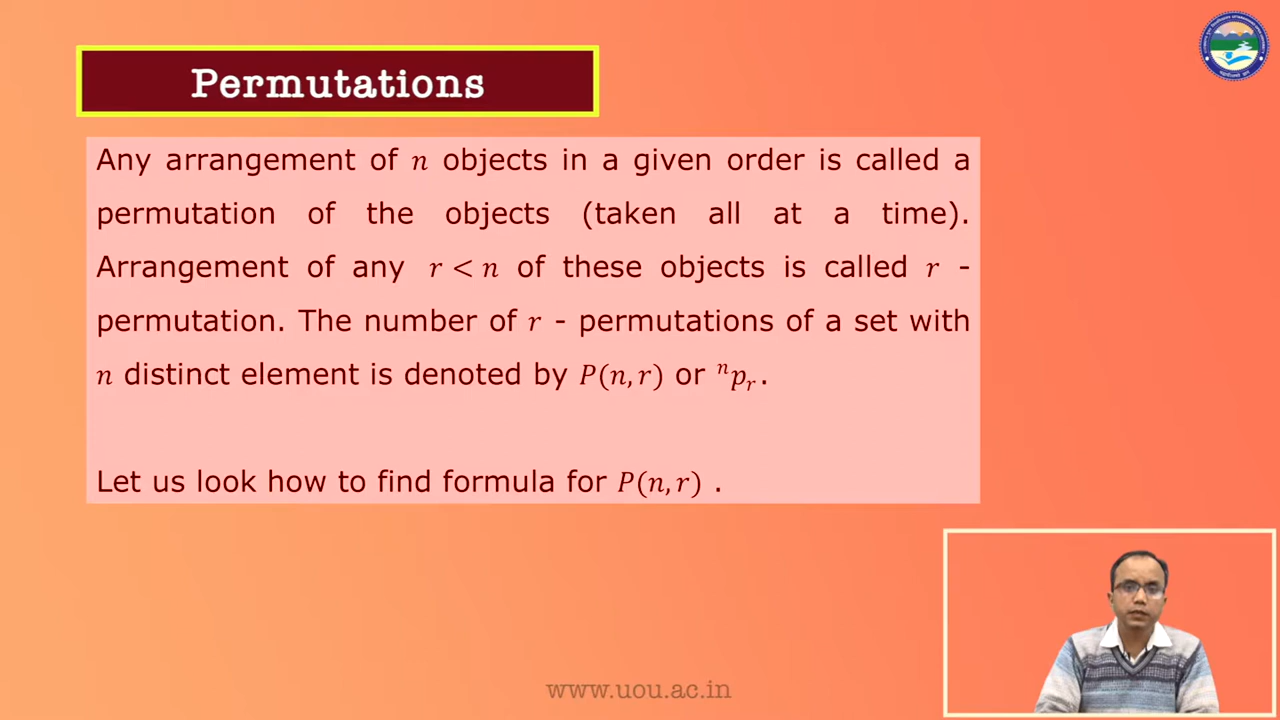 Permutations
Any arrangement of n objects in a given order is called a
permutation of the objects (taken all at a time).
Arrangement of any r < n of these objects is called r -
permutation. The number of r - permutations of a set with
n distinct element is denoted by P(n, r) or ⁿpᵣ.
Let us look how to find formula for P(n, r) .
www.uou.ac.in